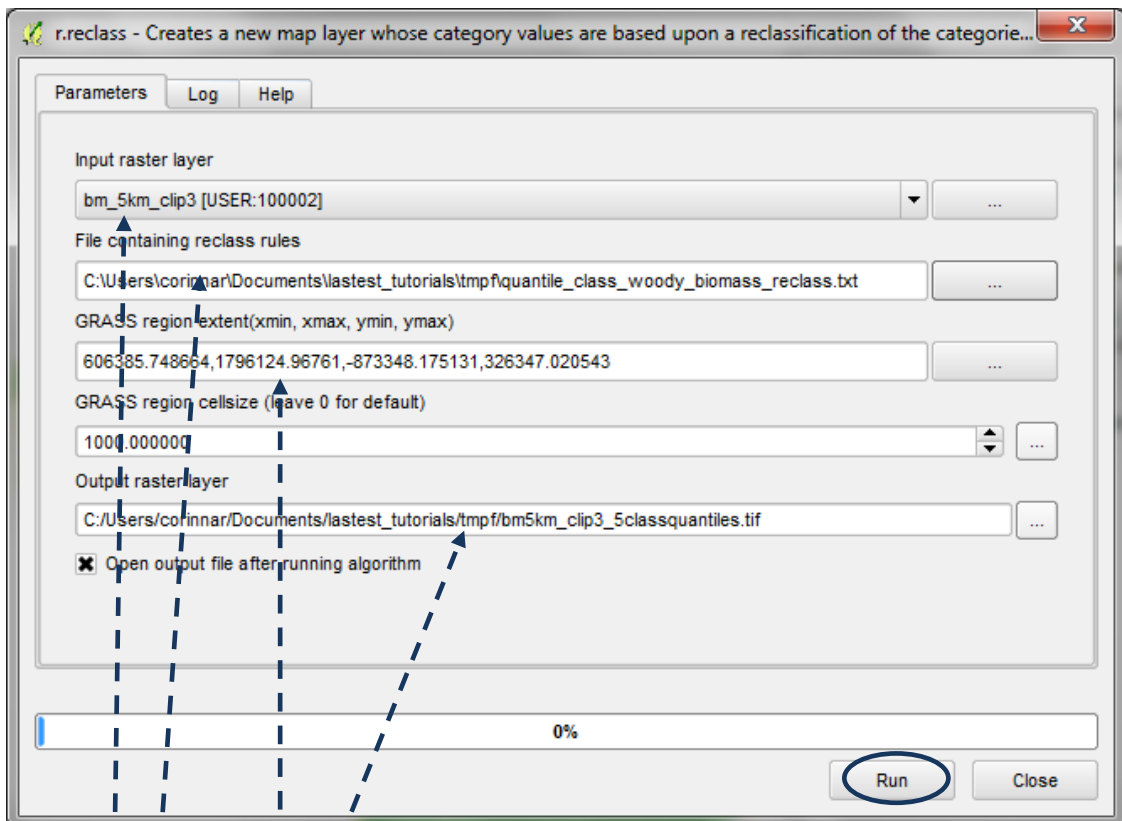 r.reclass - Creates a new map layer whose category values are based upon a reclassification of the categorie...
Parameters Log Help
Input raster layer
bm_5km_clip3 [USER:100002] ...
File containing reclass rules
C:\Users\corinnar\Documents\lastest_tutorials\tmpf\quantile_class_woody_biomass_reclass.txt ...
GRASS region extent(xmin, xmax, ymin, ymax)
606385.748664,1796124.96761,-873348.175131,326347.020543 ...
GRASS region cellsize (leave 0 for default)
1000.000000 ...
Output raster layer
C:/Users/corinnar/Documents/lastest_tutorials/tmpf/bm5km_clip3_5classquantiles.tif ...
Open output file after running algorithm
0%
Run Close